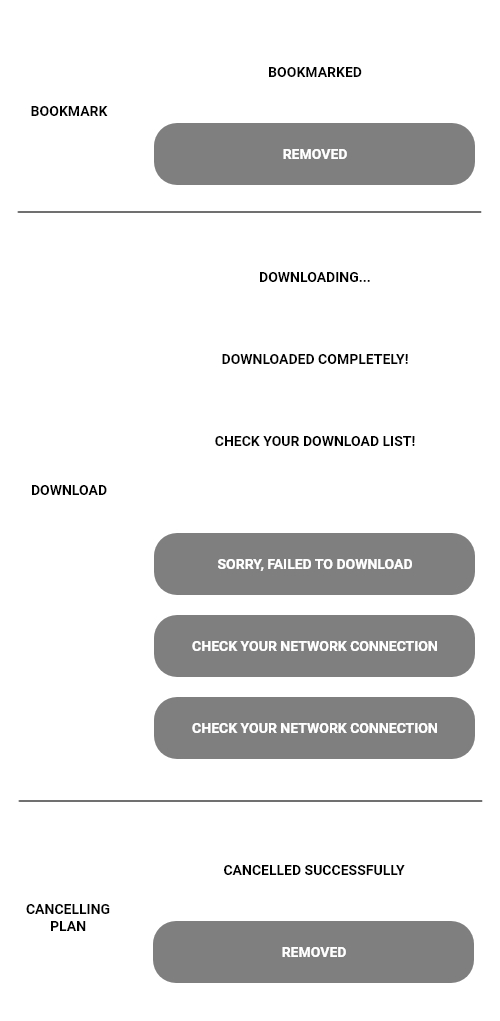 BOOKMARKED
BOOKMARK
REMOVED
DOWNLOADING...
DOWNLOADED COMPLETELY!
CHECK YOUR DOWNLOAD LIST!
DOWNLOAD
SORRY, FAILED TO DOWNLOAD
CHECK YOUR NETWORK CONNECTION
CHECK YOUR NETWORK CONNECTION
CANCELLED SUCCESSFULLY
CANCELLING
PLAN
REMOVED